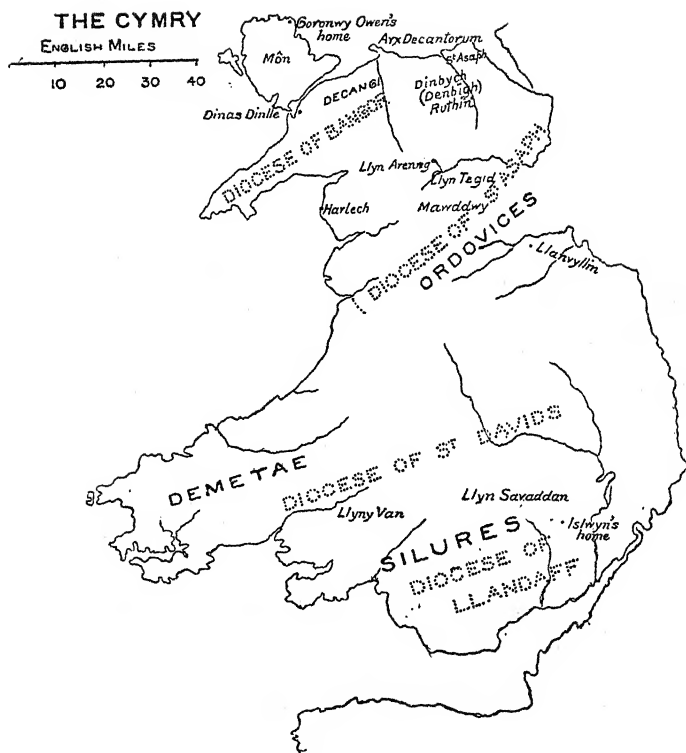 THE CYMRY
ENGLISH MILES
10 20 30 40
Goronwy Owen's
home
Môn
Arx Decantorum
St Asaph
Dinbych
(Denbigh)
Ruthin
DECANGI
Dinas Dinlle
DIOCESE OF BANGOR
Llyn Arenng
Llyn Tegid
Harlech
Mawddwy
DIOCESE OF ST ASAPH
ORDOVICES
Llanvyllin
DEMETAE
DIOCESE OF ST DAVIDS
Llyn y Van
Llyn Savaddan
Islwyn's
home
SILURES
DIOCESE OF
LLANDAFF